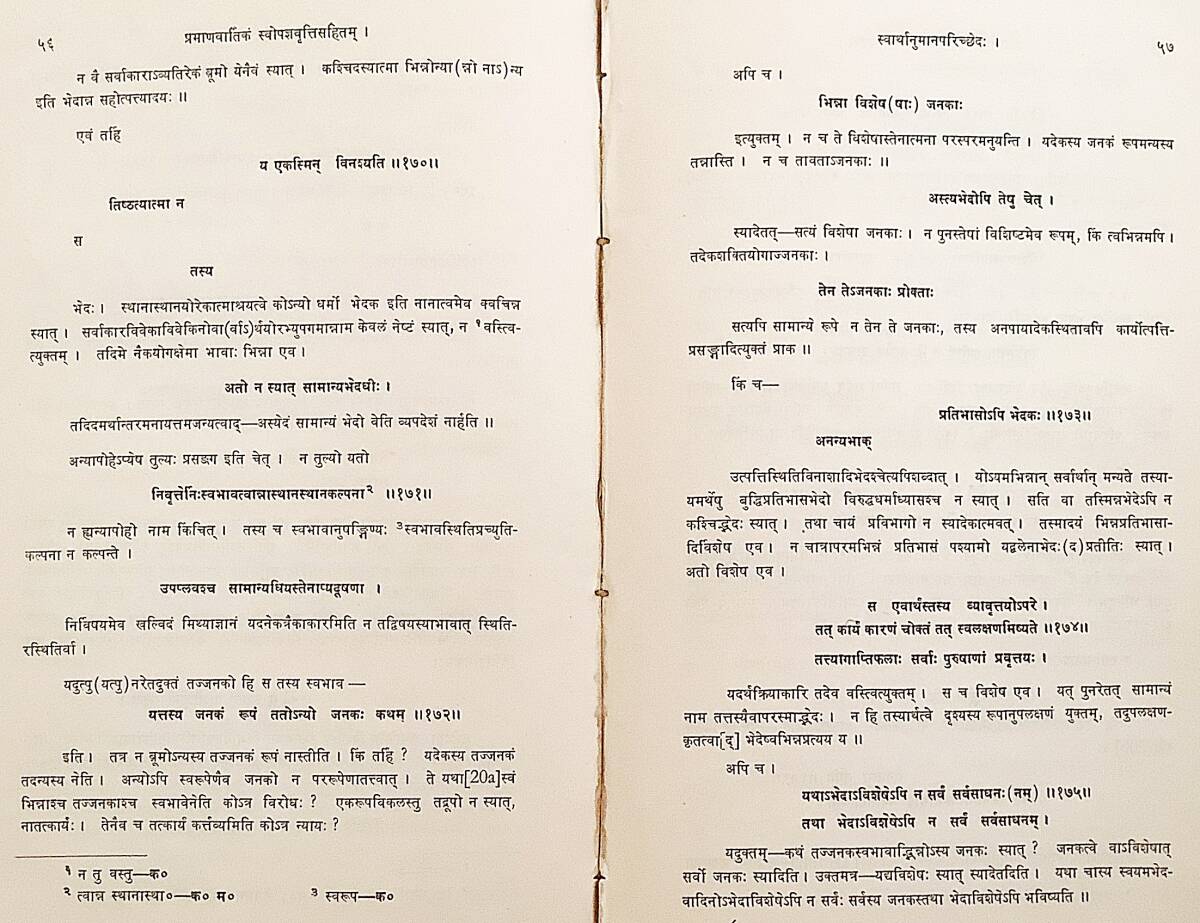 ५६
प्रमाणवार्तिकं स्वोपज्ञवृत्तिसहितम् ।
न वै सर्वाकाराऽव्यतिरेकं ब्रूमो येनैवं स्यात् । कश्चिदस्यात्मा भिन्नोन्या(न्नो नाऽ)न्य
इति भेदान्न सहोत्पत्त्यादयः ॥
एवं तर्हि
य एकस्मिन् विनश्यति ॥१७०॥
तिष्ठत्यात्मा न
स
तस्य
भेदः । स्थानास्थानयोरेकात्माश्रयत्वे कोऽन्यो धर्मो भेदक इति नानात्वमेव क्वचिन्न
स्यात् । सर्वाकारविवेकाविवेकिनोवा(र्वाऽ)र्थयोरभ्युपगमान्नाम केवलं नेष्टं स्यात्, न १वस्त्वि-
त्युक्तम् । तदिमे नैकयोगक्षेमा भावाः भिन्ना एव ।
अतो न स्यात् सामान्यभेदधीः ।
तदिदमर्थान्तरमनायत्तमजन्यत्वाद्—अस्येदं सामान्यं भेदो वेति व्यपदेशं नार्हति ॥
अन्यापोहेऽप्येष तुल्यः प्रसङ्ग इति चेत् । न तुल्यो यतो
निवृत्तेर्निःस्वभावत्वान्नास्थानस्थानकल्पना२ ॥१७१॥
न ह्यन्यापोहो नाम किंचित् । तस्य च स्वभावानुषङ्गिण्यः ३स्वभावस्थितिप्रच्युति-
कल्पना न कल्पन्ते ।
उपप्लवश्च सामान्यधियस्तेनाप्यदूषणा ।
निर्विषयमेव खल्विदं मिथ्याज्ञानं यदनेकत्रैकाकारमिति न तद्विषयस्याभावात् स्थिति-
रस्थितिर्वा ।
यदुत्पु(यत्पु)नरेतदुक्तं तज्जनको हि स तस्य स्वभाव —
यत्तस्य जनकं रूपं ततोऽन्यो जनकः कथम् ॥१७२॥
इति । तत्र न ब्रूमोऽन्यस्य तज्जनकं रूपं नास्तीति । किं तर्हि ? यदेकस्य तज्जनकं
तदन्यस्य नेति । अन्योऽपि स्वरूपेणैव जनको न पररूपेणातत्त्वात् । ते यथा[20a]स्वं
भिन्नाश्च तज्जनकाश्च स्वभावेनेति कोऽत्र विरोधः ? एकरूपविकलस्तु तद्रूपो न स्यात्,
नातत्कार्यः । तेनैव च तत्कार्यं कर्त्तव्यमिति कोऽत्र न्यायः ?
१ न तु वस्तु—क०
२ त्वान्न स्थानास्था०—क० म० ३ स्वरूप—क०
स्वार्थानुमानपरिच्छेदः ।
५७
अपि च ।
भिन्ना विशेष(षाः) जनकाः
इत्युक्तम् । न च ते विशेषास्तेनात्मना परस्परमनुयन्ति । यदेकस्य जनकं रूपमन्यस्य
तन्नास्ति । न च तावताऽजनकाः ॥
अस्त्यभेदोपि तेषु चेत् ।
स्यादेतत्—सत्यं विशेषा जनकाः । न पुनस्तेषां विशिष्टमेव रूपम्, किं त्वभिन्नमपि ।
तदेकशक्तियोगाज्जनकाः ।
तेन तेऽजनकाः प्रोक्ताः
सत्यपि सामान्ये रूपे न तेन ते जनकाः, तस्य अनपायादेकस्थितावपि कार्योत्पत्ति-
प्रसङ्गादित्युक्तं प्राक ॥
किं च—
प्रतिभासोऽपि भेदकः ॥१७३॥
अनन्यभाक्
उत्पत्तिस्थितिविनाशादिभेदश्चेत्यपिशब्दात् । योऽयमभिन्नान् सर्वार्थान् मन्यते तस्या-
यमर्थेषु बुद्धिप्रतिभासभेदो विरुद्धधर्माध्यासश्च न स्यात् । सति वा तस्मिन्नभेदेऽपि न
कश्चिद्भेदः स्यात् । तथा चायं प्रविभागो न स्यादेकात्मवत् । तस्मादयं भिन्नप्रतिभासा-
दिर्विशेष एव । न चात्रापरमभिन्नं प्रतिभासं पश्यामो यद्बलेनाभेदः(द)प्रतीतिः स्यात् ।
अतो विशेष एव ।
स एवार्थस्तस्य व्यावृत्तयोऽपरे ।
तत् कार्यं कारणं चोक्तं तत् स्वलक्षणमिष्यते ॥१७४॥
तत्त्यागाप्तिफलाः सर्वाः पुरुषाणां प्रवृत्तयः ।
यदर्थक्रियाकारि तदेव वस्त्वित्युक्तम् । स च विशेष एव । यत् पुनरेतत् सामान्यं
नाम तत्तस्यैवापरस्माद्भेदः । न हि तस्यार्थत्वे दृश्यस्य रूपानुपलक्षणं युक्तम्, तदुपलक्षण-
कृतत्वा[द्] भेदेष्वभिन्नप्रत्यय य ॥
अपि च ।
यथाऽभेदाऽविशेषेऽपि न सर्वं सर्वसाधनः(नम्) ॥१७५॥
तथा भेदाऽविशेषेऽपि न सर्वं सर्वसाधनम् ।
यदुक्तम्—कथं तज्जनकस्वभावाद्भिन्नोऽस्य जनकः स्यात् ? जनकत्वे वाऽविशेषात्
सर्वो जनकः स्यादिति । उक्तमत्र—यद्यविशेषः स्यात् स्यादेतदिति । यथा चास्य स्वयमभेद-
वादिनोऽभेदाविशेषेऽपि न सर्वः सर्वस्य जनकस्तथा भेदाविशेषेऽपि भविष्यति ॥